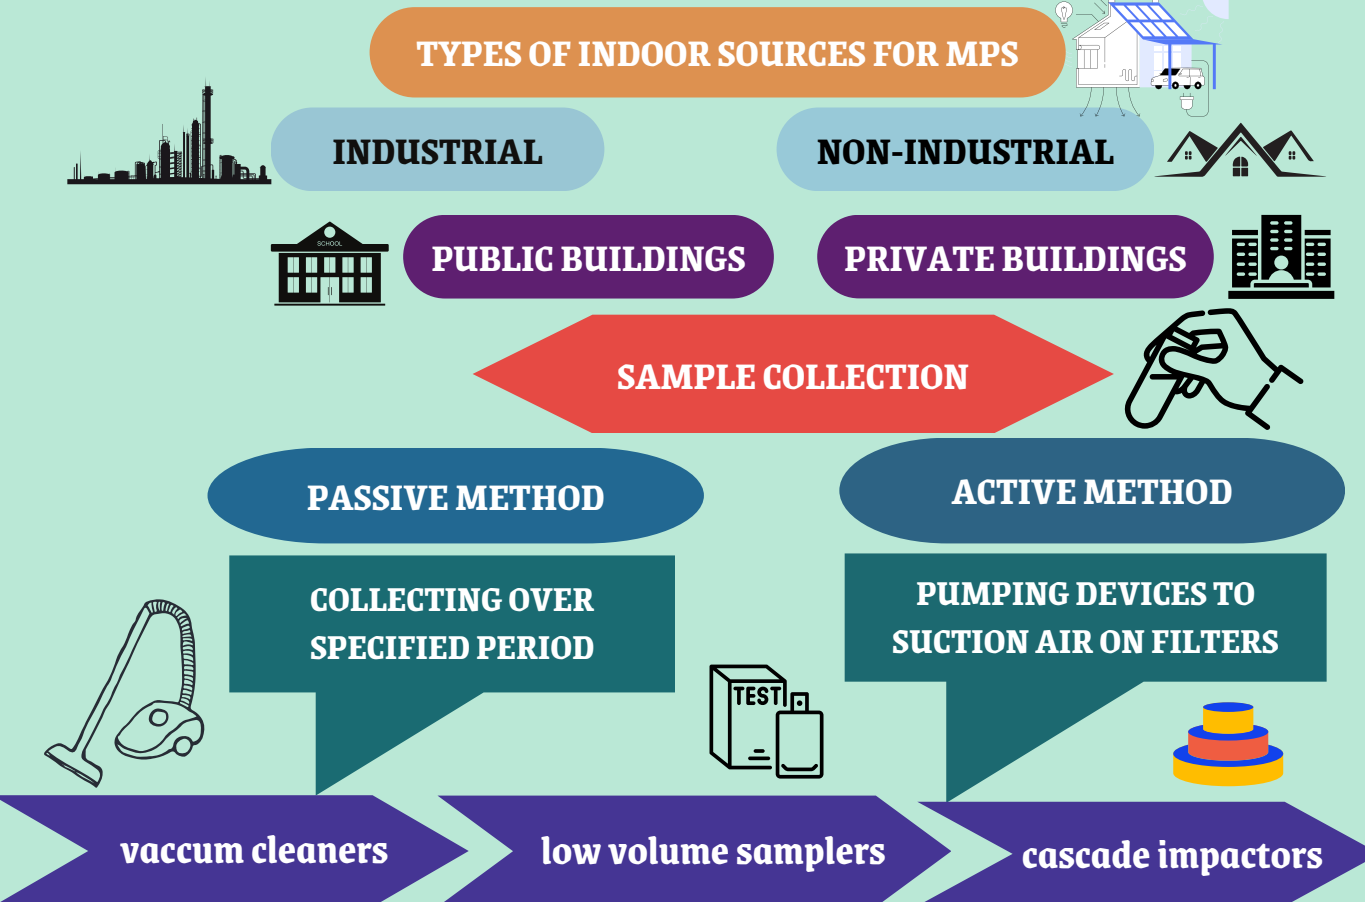 TYPES OF INDOOR SOURCES FOR MPS
INDUSTRIAL
NON-INDUSTRIAL
SCHOOL
PUBLIC BUILDINGS
PRIVATE BUILDINGS
SAMPLE COLLECTION
PASSIVE METHOD
ACTIVE METHOD
COLLECTING OVER
SPECIFIED PERIOD
PUMPING DEVICES TO
SUCTION AIR ON FILTERS
TEST
vaccum cleaners
low volume samplers
cascade impactors